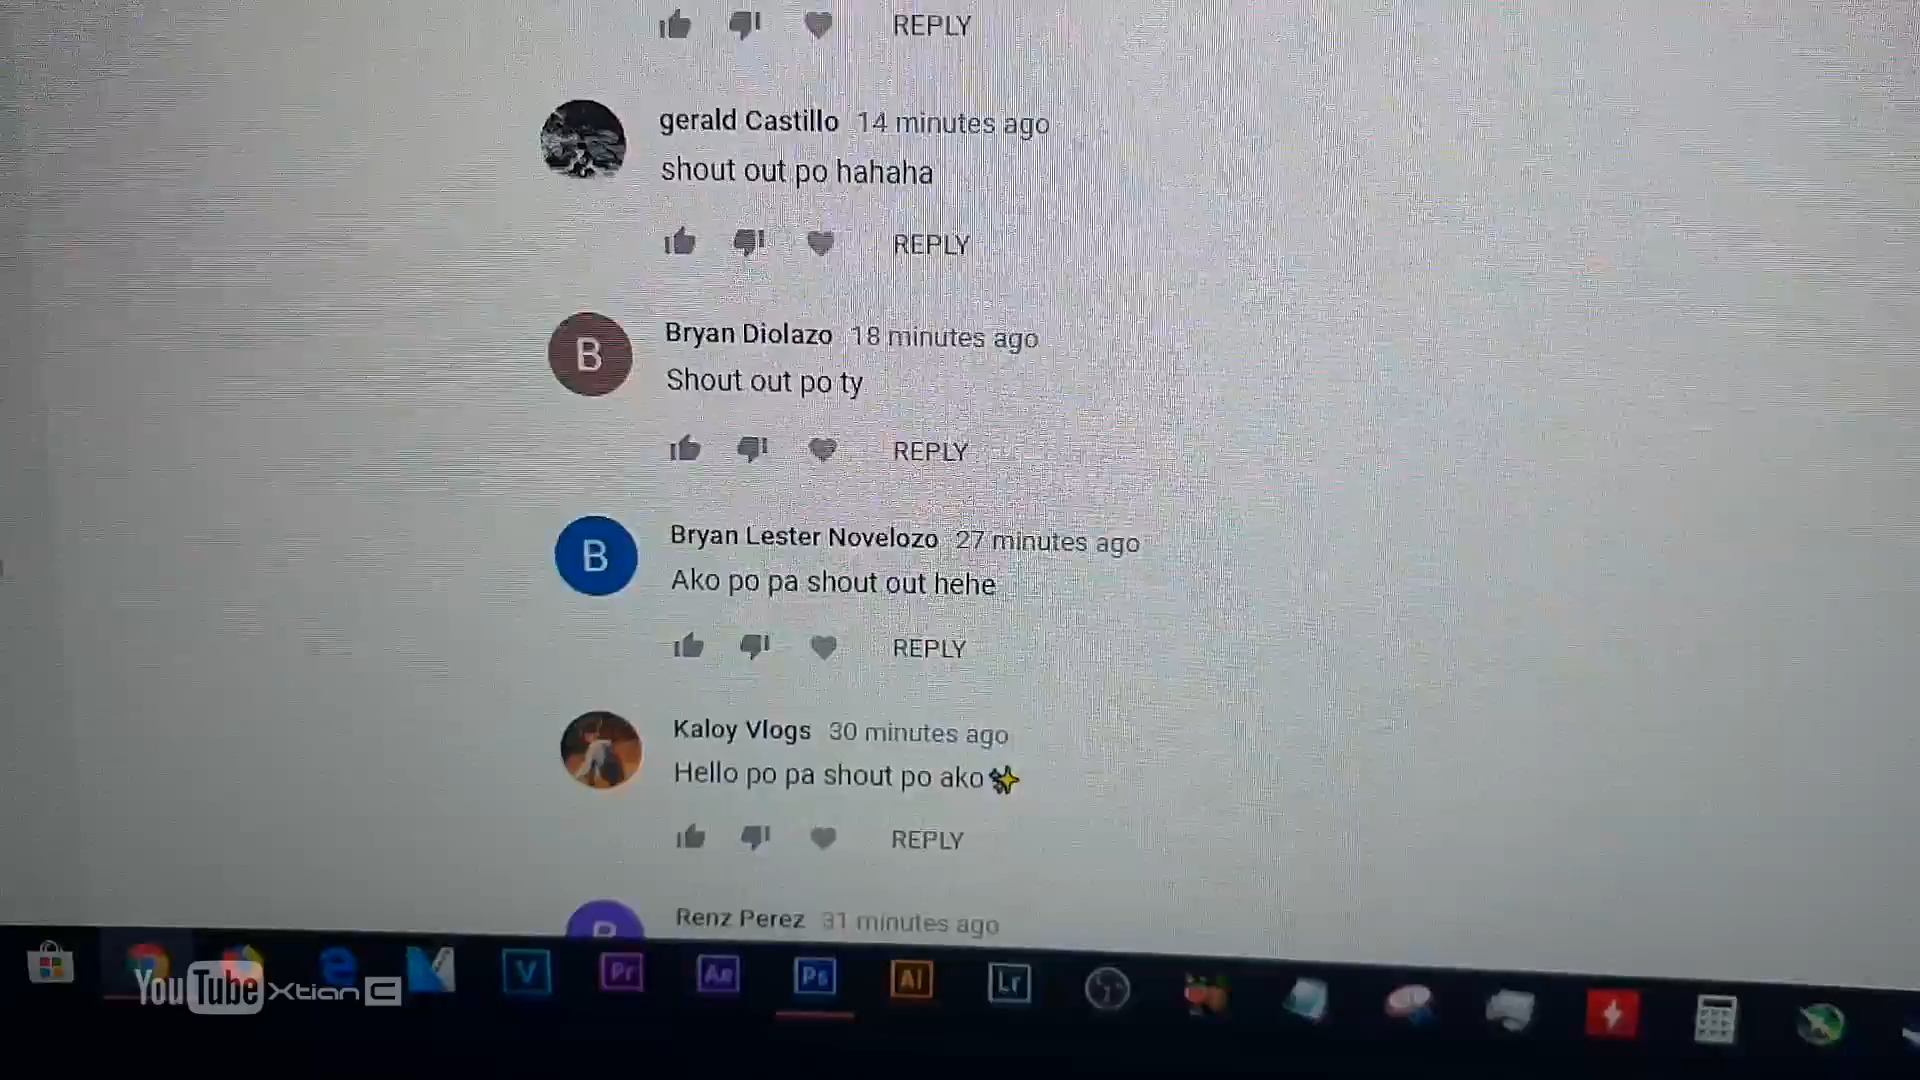 REPLY
gerald Castillo 14 minutes ago
shout out po hahaha
REPLY
B
Bryan Diolazo 18 minutes ago
Shout out po ty
REPLY
B
Bryan Lester Novelozo 27 minutes ago
Ako po pa shout out hehe
REPLY
Kaloy Vlogs 30 minutes ago
Hello po pa shout po ako✨
REPLY
Renz Perez 31 minutes ago
V Pr Ae Ps Ai Lr
YouTube Xtian C